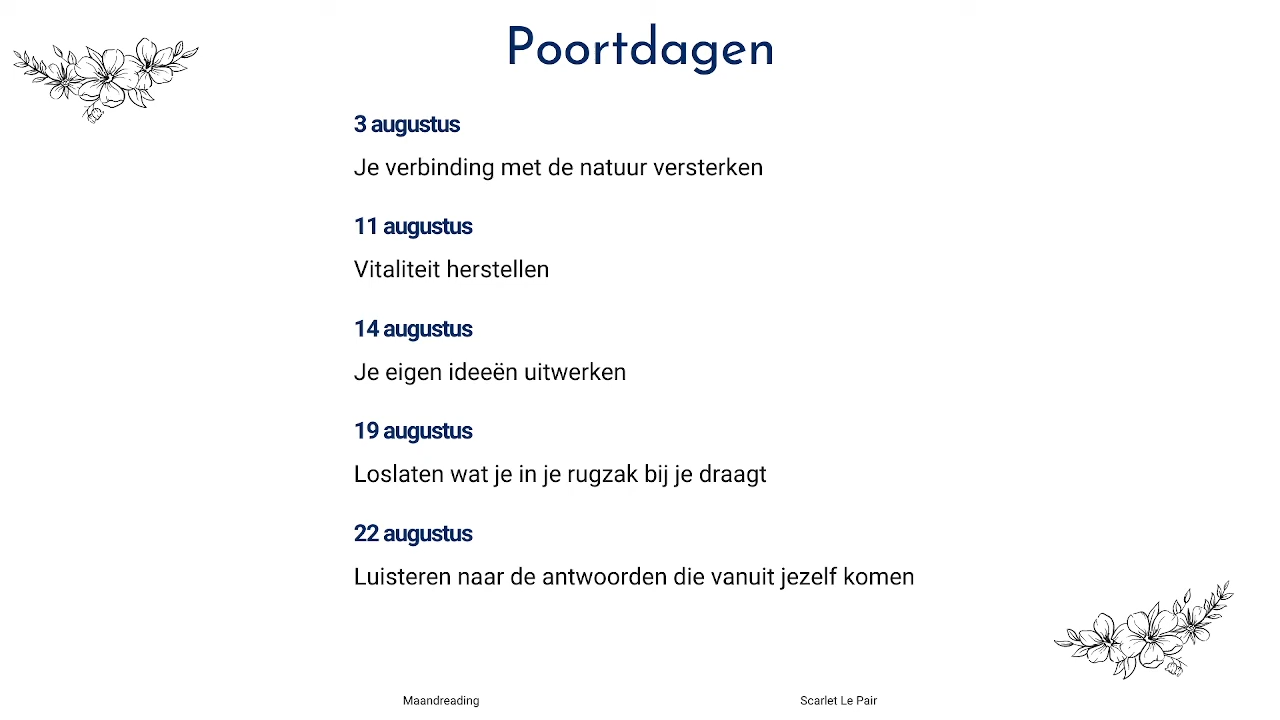 Poortdagen
3 augustus
Je verbinding met de natuur versterken
11 augustus
Vitaliteit herstellen
14 augustus
Je eigen ideeën uitwerken
19 augustus
Loslaten wat je in je rugzak bij je draagt
22 augustus
Luisteren naar de antwoorden die vanuit jezelf komen
Maandreading
Scarlet Le Pair